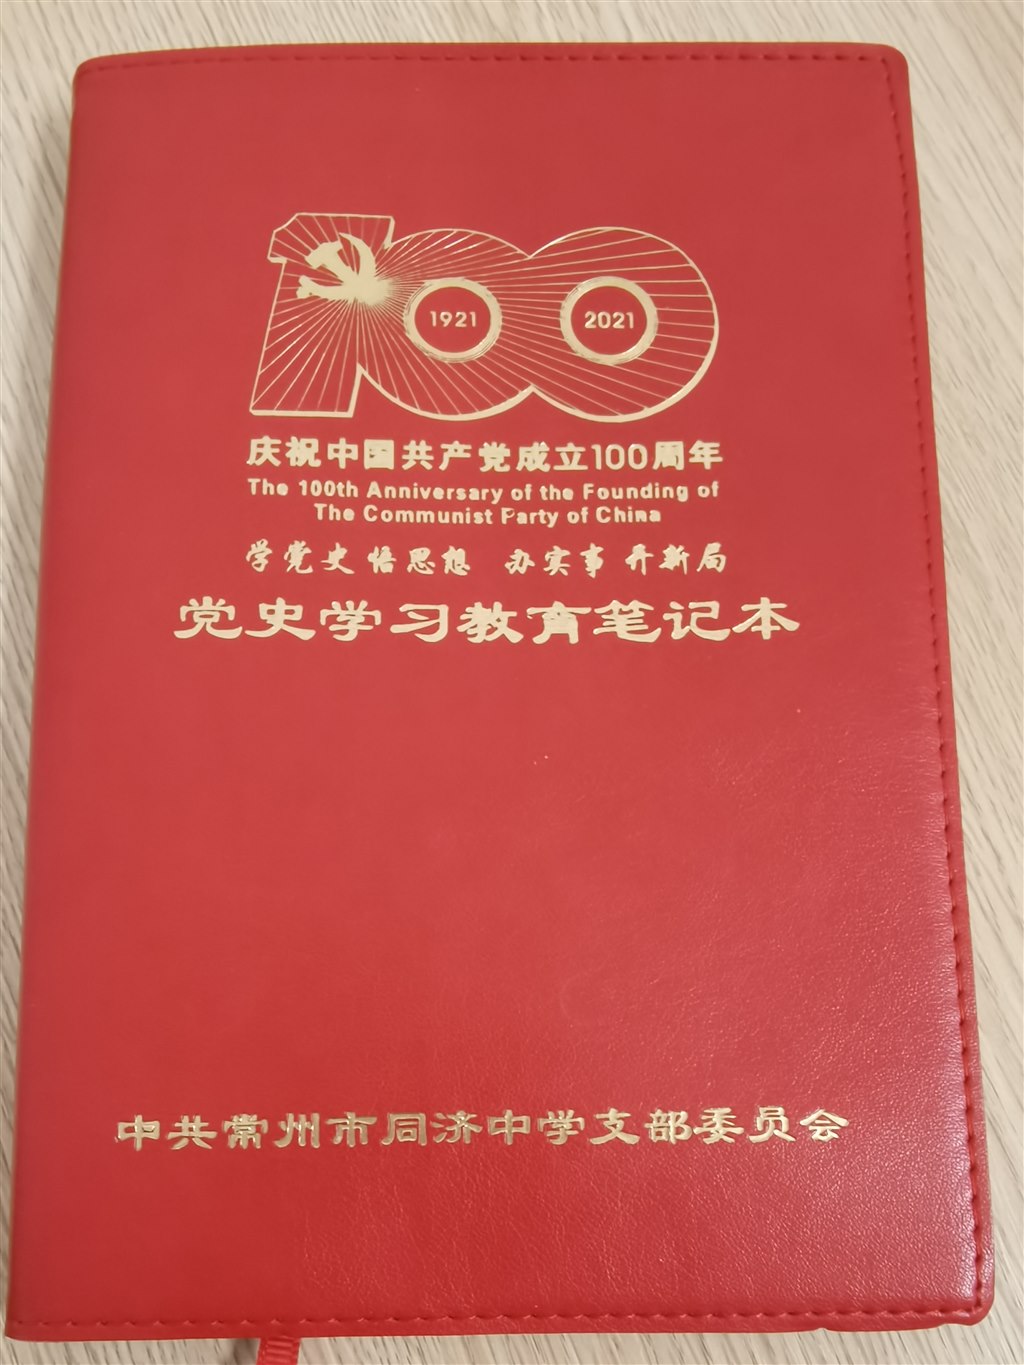 100
1921 2021
庆祝中国共产党成立100周年
The 100th Anniversary of the Founding of
The Communist Party of China
学党史 悟思想 办实事 开新局
党史学习教育笔记本
中共常州市同济中学支部委员会